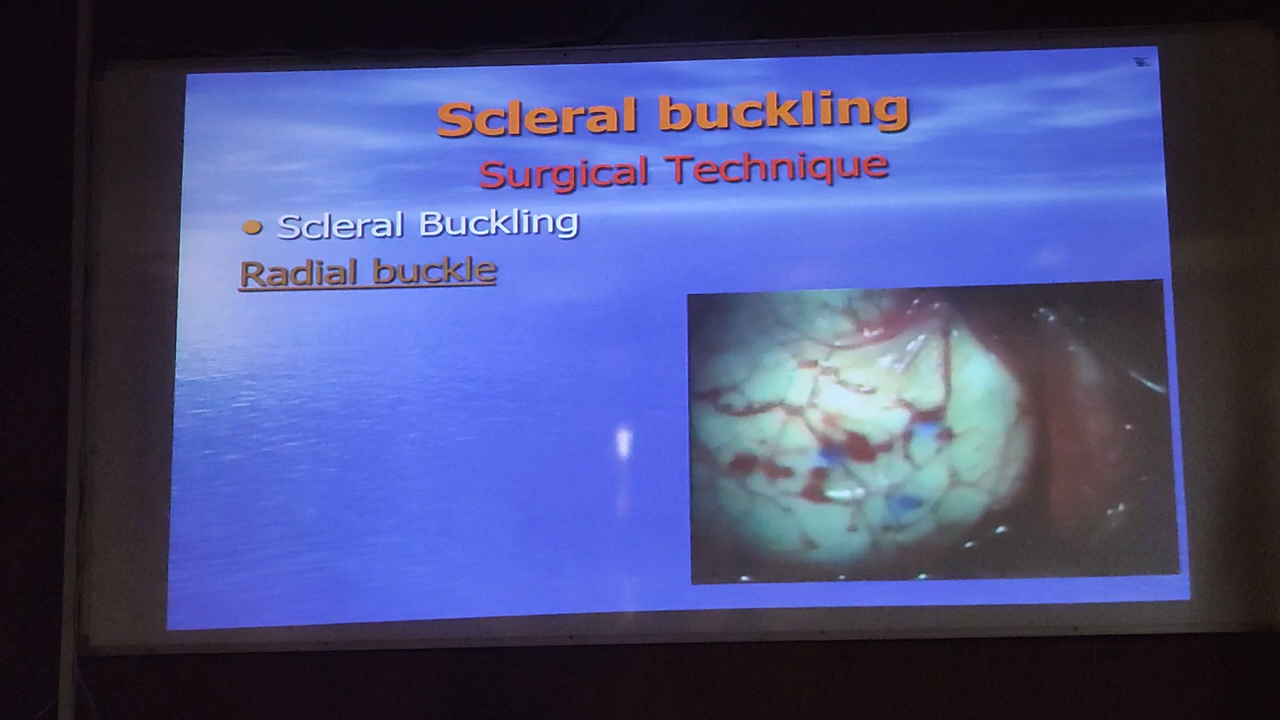 Scleral buckling
Surgical Technique
• Scleral Buckling
Radial buckle